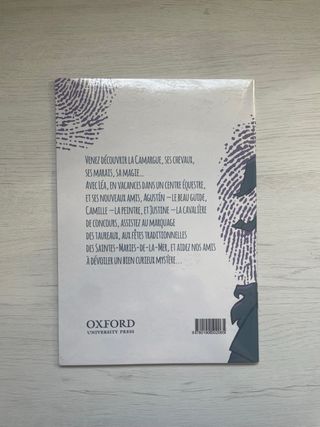 Venez découvrir la Camargue, ses chevaux,
ses marais, sa magie...
Avec Léa, en vacances dans un centre équestre,
et ses nouveaux amis, Agustín –le beau guide,
Camille –la peintre, et Justine –la cavalière
de concours, assistez au marquage
des taureaux, aux fêtes traditionnelles
des Saintes-Maries-de-la-Mer, et aidez nos amis
à dévoiler un bien curieux mystère...
OXFORD
UNIVERSITY PRESS